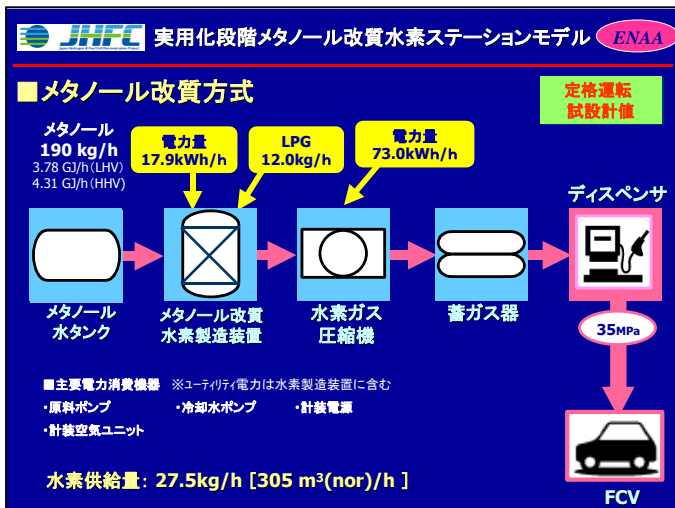 JHFC 実用化段階メタノール改質水素ステーションモデル ENAA
Japan Hydrogen & Fuel Cell Demonstration Project
■メタノール改質方式
定格運転
試設計値
メタノール
190 kg/h
3.78 GJ/h(LHV)
4.31 GJ/h(HHV)
電力量
17.9kWh/h
LPG
12.0kg/h
電力量
73.0kWh/h
ディスペンサ
メタノール
水タンク
メタノール改質
水素製造装置
水素ガス
圧縮機
蓄ガス器
35MPa
■主要電力消費機器 ※ユーティリティ電力は水素製造装置に含む
・原料ポンプ ・冷却水ポンプ ・計装電源
・計装空気ユニット
水素供給量: 27.5kg/h [305 m³(nor)/h ]
FCV